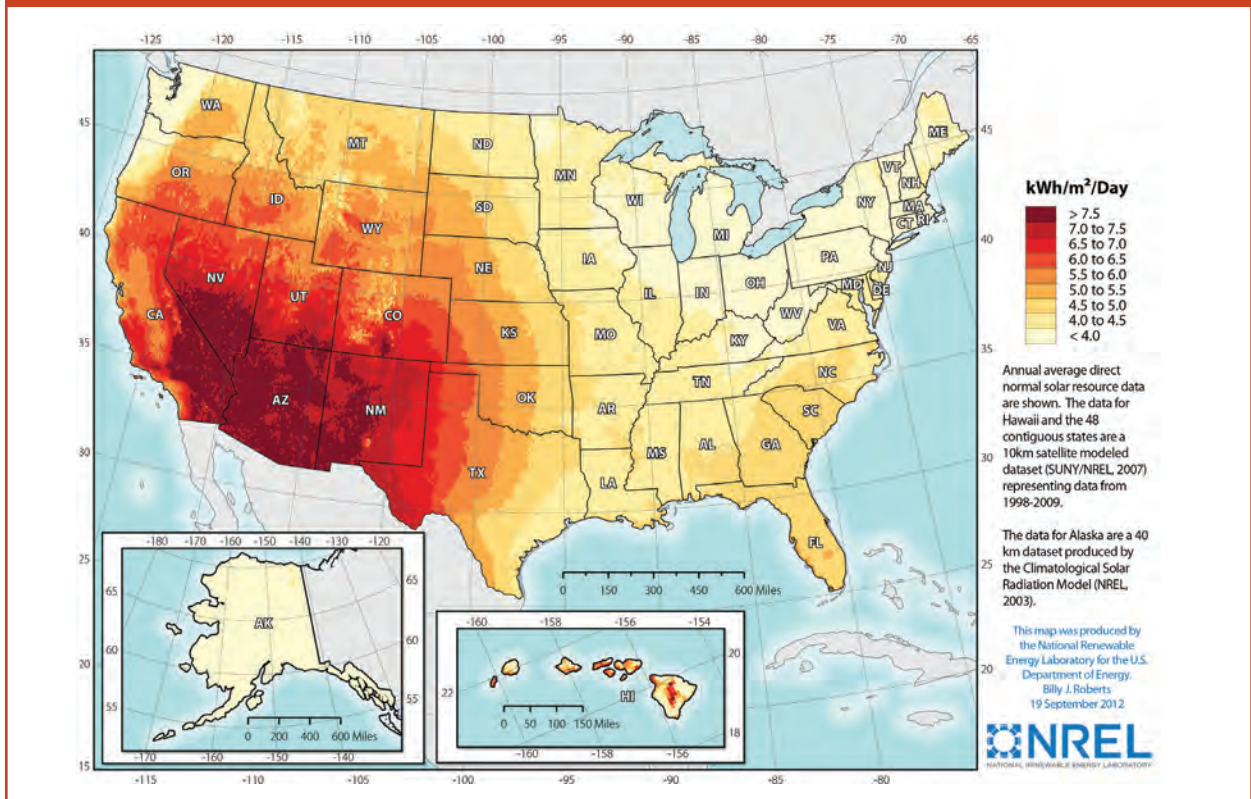 -125 -120 -115 -110 -105 -100 -95 -90 -85 -80 -75 -70 -65
45
40
35
30
25
20
15
45
40
35
30
25
20
-115 -110 -105 -100 -95 -90 -85 -80
WA
OR
CA
NV
ID
MT
WY
UT
CO
AZ
NM
ND
SD
NE
KS
OK
TX
MN
IA
MO
AR
LA
WI
IL
MI
IN
OH
KY
TN
MS
AL
GA
FL
SC
NC
VA
WV
MD
DE
PA
NJ
NY
CT
RI
MA
VT
NH
ME
0 150 300 450 600 Miles
-180 -170 -160 -150 -140 -130 -120
65
60
55
65
60
55
AK
0 200 400 600 Miles
-170 -160 -150 -140
-160 -158 -156 -154
22
20
18
HI
0 50 100 150 Miles
-160 -158 -156
kWh/m²/Day
> 7.5
7.0 to 7.5
6.5 to 7.0
6.0 to 6.5
5.5 to 6.0
5.0 to 5.5
4.5 to 5.0
4.0 to 4.5
< 4.0
Annual average direct
normal solar resource data
are shown. The data for
Hawaii and the 48
contiguous states are a
10km satellite modeled
dataset (SUNY/NREL, 2007)
representing data from
1998-2009.
The data for Alaska are a 40
km dataset produced by
the Climatological Solar
Radiation Model (NREL,
2003).
This map was produced by
the National Renewable
Energy Laboratory for the U.S.
Department of Energy.
Billy J. Roberts
19 September 2012
NREL
NATIONAL RENEWABLE ENERGY LABORATORY